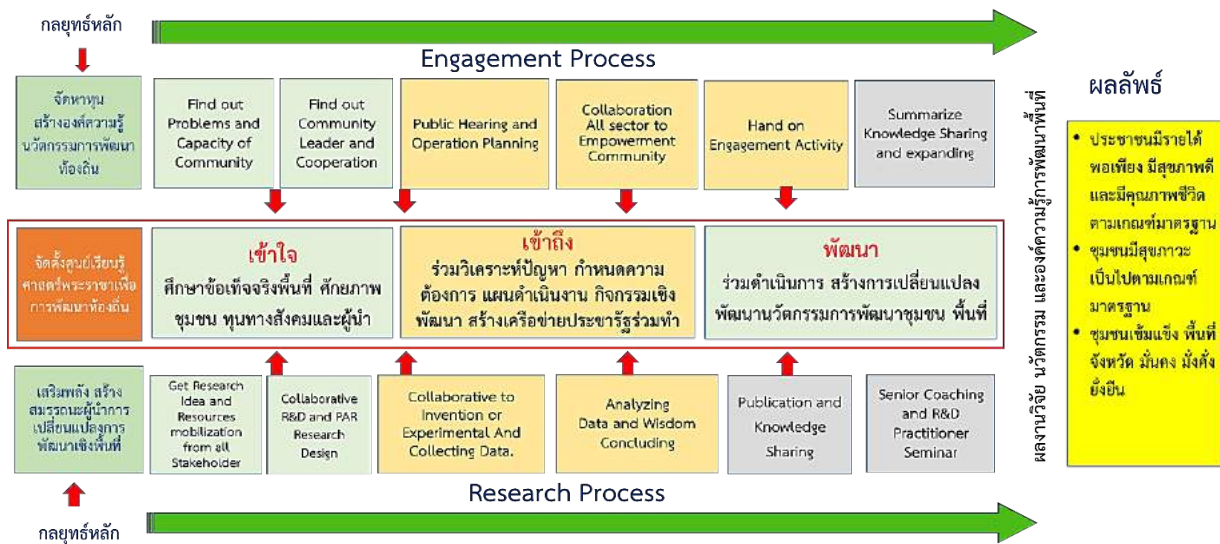 กลยุทธ์หลัก
Engagement Process
จัดหาทุน
สร้างองค์ความรู้
นวัตกรรมการพัฒนา
ท้องถิ่น
Find out
Problems and
Capacity of
Community
Find out
Community
Leader and
Cooperation
Public Hearing and
Operation Planning
Collaboration
All sector to
Empowerment
Community
Hand on
Engagement Activity
Summarize
Knowledge Sharing
and expanding
จัดตั้งศูนย์เรียนรู้
ศาสตร์พระราชาเพื่อ
การพัฒนาท้องถิ่น
เข้าใจ
ศึกษาข้อเท็จจริงพื้นที่ ศักยภาพ
ชุมชน ทุนทางสังคมและผู้นำ
เข้าถึง
ร่วมวิเคราะห์ปัญหา กำหนดความ
ต้องการ แผนดำเนินงาน กิจกรรมเชิง
พัฒนา สร้างเครือข่ายประชารัฐร่วมทำ
พัฒนา
ร่วมดำเนินการ สร้างการเปลี่ยนแปลง
พัฒนานวัตกรรมการพัฒนาชุมชน พื้นที่
เสริมพลัง สร้าง
สมรรถนะผู้นำการ
เปลี่ยนแปลงการ
พัฒนาเชิงพื้นที่
Get Research
Idea and
Resources
mobilization
from all
Stakeholder
Collaborative
R&D and PAR
Research
Design
Collaborative to
Invention or
Experimental And
Collecting Data.
Analyzing
Data and Wisdom
Concluding
Publication and
Knowledge
Sharing
Senior Coaching
and R&D
Practitioner
Seminar
Research Process
กลยุทธ์หลัก
ผลงานวิจัย นวัตกรรม และองค์ความรู้การพัฒนาพื้นที่
ผลลัพธ์
• ประชาชนมีรายได้
พอเพียง มีสุขภาพดี
และมีคุณภาพชีวิต
ตามเกณฑ์มาตรฐาน
• ชุมชนมีสุขภาวะ
เป็นไปตามเกณฑ์
มาตรฐาน
• ชุมชนเข้มแข็ง พื้นที่
จังหวัด มั่นคง มั่งคั่ง
ยั่งยืน